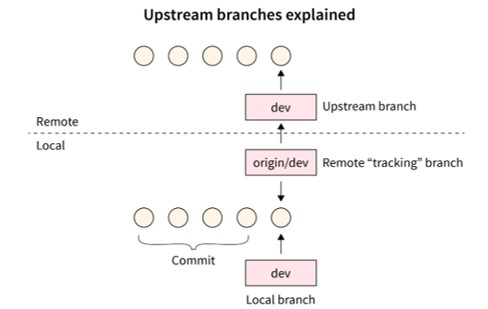 Upstream branches explained
dev
Upstream branch
Remote
Local
origin/dev
Remote “tracking” branch
Commit
dev
Local branch